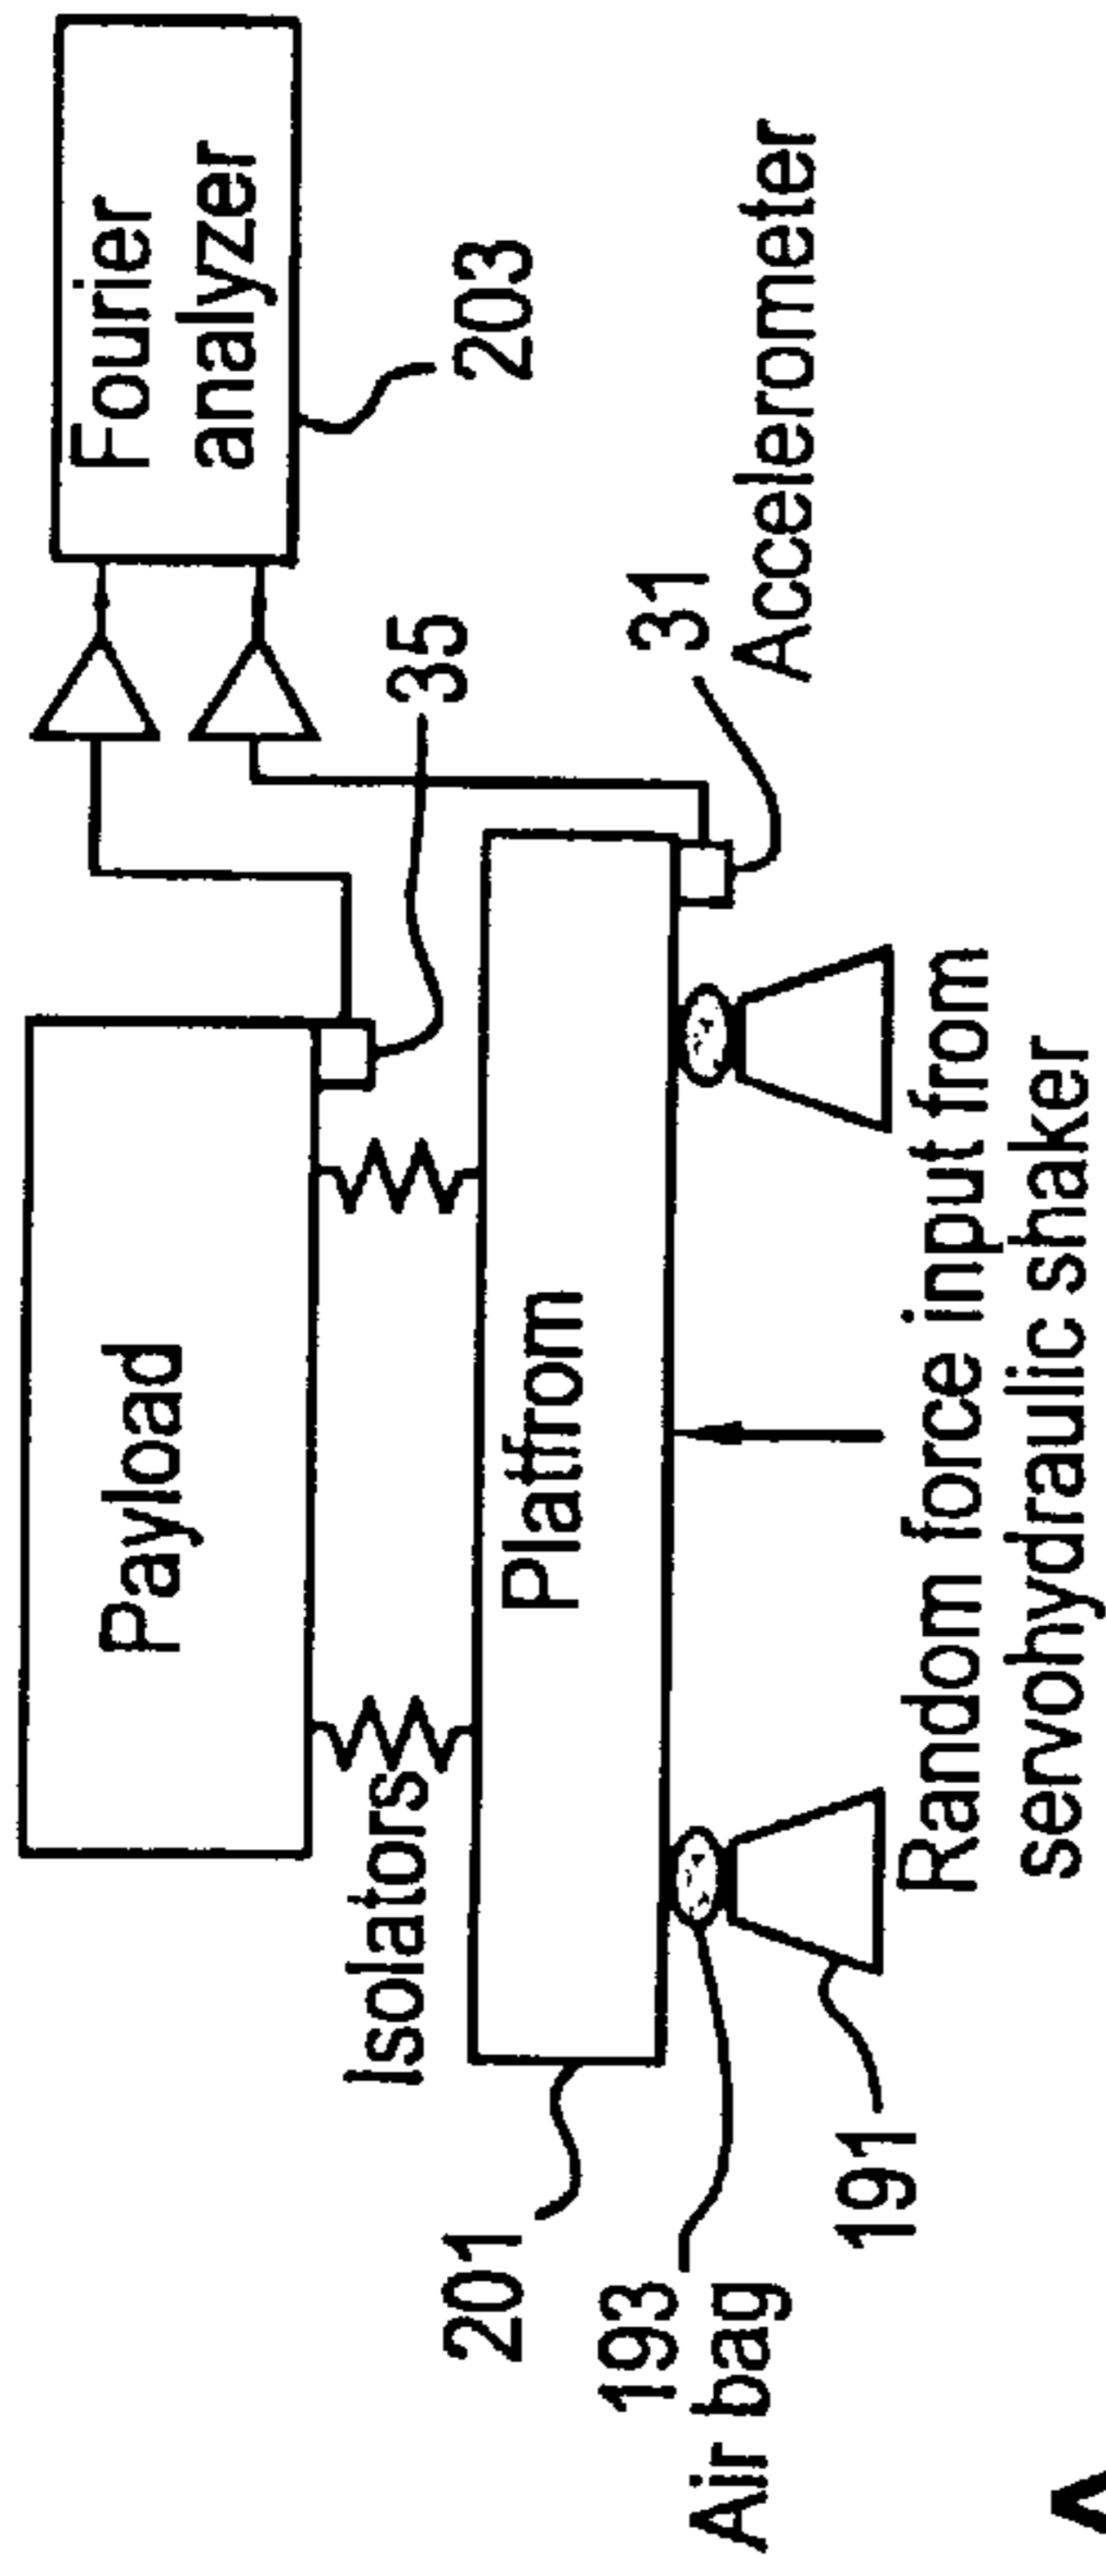 Fourier
analyzer
203
Payload
35
31
Accelerometer
Isolators
Platfrom
201
193
Air bag
191
Random force input from
servohydraulic shaker